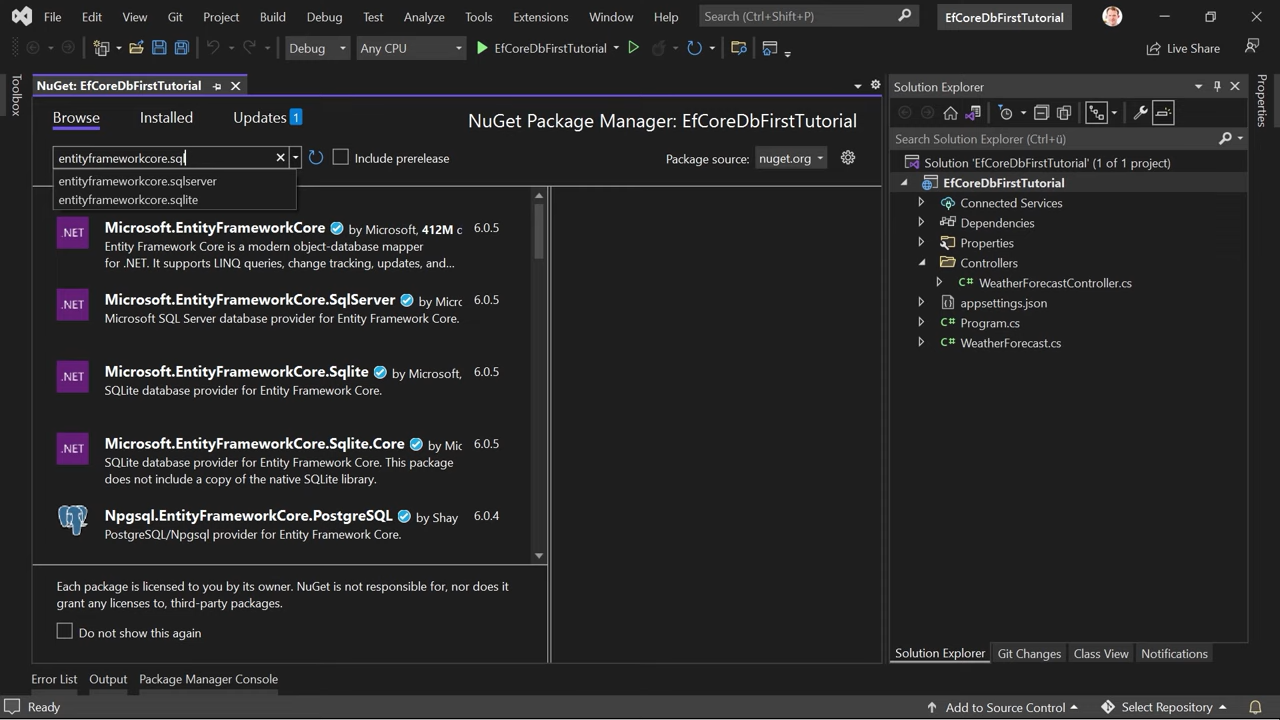 File Edit View Git Project Build Debug Test Analyze Tools Extensions Window Help Search (Ctrl+Shift+P) EfCoreDbFirstTutorial
Debug Any CPU EfCoreDbFirstTutorial Live Share
Toolbox
NuGet: EfCoreDbFirstTutorial
Browse Installed Updates 1
NuGet Package Manager: EfCoreDbFirstTutorial
entityframeworkcore.sql
Include prerelease
Package source: nuget.org
entityframeworkcore.sqlserver
entityframeworkcore.sqlite
.NET
Microsoft.EntityFrameworkCore by Microsoft, 412M 6.0.5
Entity Framework Core is a modern object-database mapper
for .NET. It supports LINQ queries, change tracking, updates, and...
.NET
Microsoft.EntityFrameworkCore.SqlServer by Micro 6.0.5
Microsoft SQL Server database provider for Entity Framework Core.
.NET
Microsoft.EntityFrameworkCore.Sqlite by Microsoft, 6.0.5
SQLite database provider for Entity Framework Core.
.NET
Microsoft.EntityFrameworkCore.Sqlite.Core by Mic 6.0.5
SQLite database provider for Entity Framework Core. This package
does not include a copy of the native SQLite library.
Npgsql.EntityFrameworkCore.PostgreSQL by Shay 6.0.4
PostgreSQL/Npgsql provider for Entity Framework Core.
Each package is licensed to you by its owner. NuGet is not responsible for, nor does it
grant any licenses to, third-party packages.
Do not show this again
Solution Explorer
Search Solution Explorer (Ctrl+ü)
Solution 'EfCoreDbFirstTutorial' (1 of 1 project)
EfCoreDbFirstTutorial
Connected Services
Dependencies
Properties
Controllers
C# WeatherForecastController.cs
appsettings.json
C# Program.cs
C# WeatherForecast.cs
Solution Explorer Git Changes Class View Notifications
Properties
Error List Output Package Manager Console
Ready Add to Source Control Select Repository